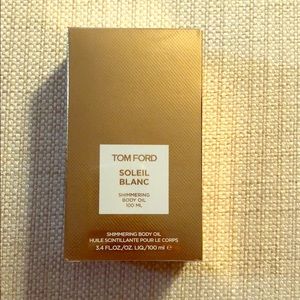 TOM FORD
SOLEIL
BLANC
SHIMMERING
BODY OIL
100 ML
SHIMMERING BODY OIL
HUILE SCINTILLANTE POUR LE CORPS
3.4 FL.OZ./OZ. LIQ./100 ml ℮